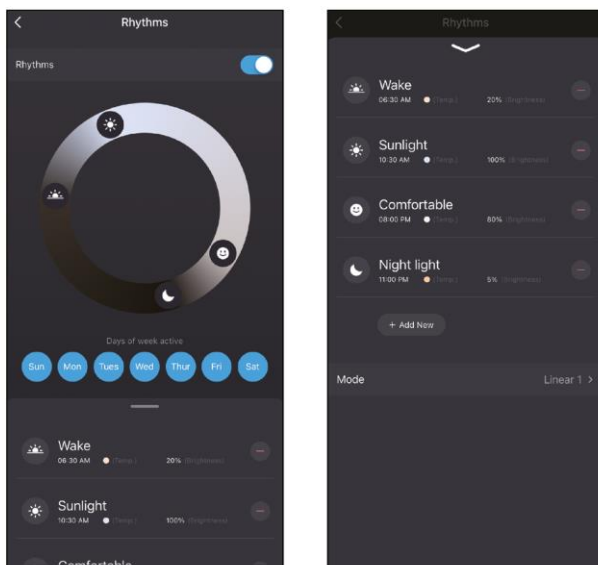 Rhythms
Rhythms
Days of week active
Sun Mon Tues Wed Thur Fri Sat
Wake
06:30 AM (Temp.) 20% (Brightness)
Sunlight
10:30 AM (Temp.) 100% (Brightness)
Comfortable
Rhythms
Wake
06:30 AM (Temp.) 20% (Brightness)
Sunlight
10:30 AM (Temp.) 100% (Brightness)
Comfortable
08:00 PM (Temp.) 80% (Brightness)
Night light
11:00 PM (Temp.) 5% (Brightness)
+ Add New
Mode Linear 1 >